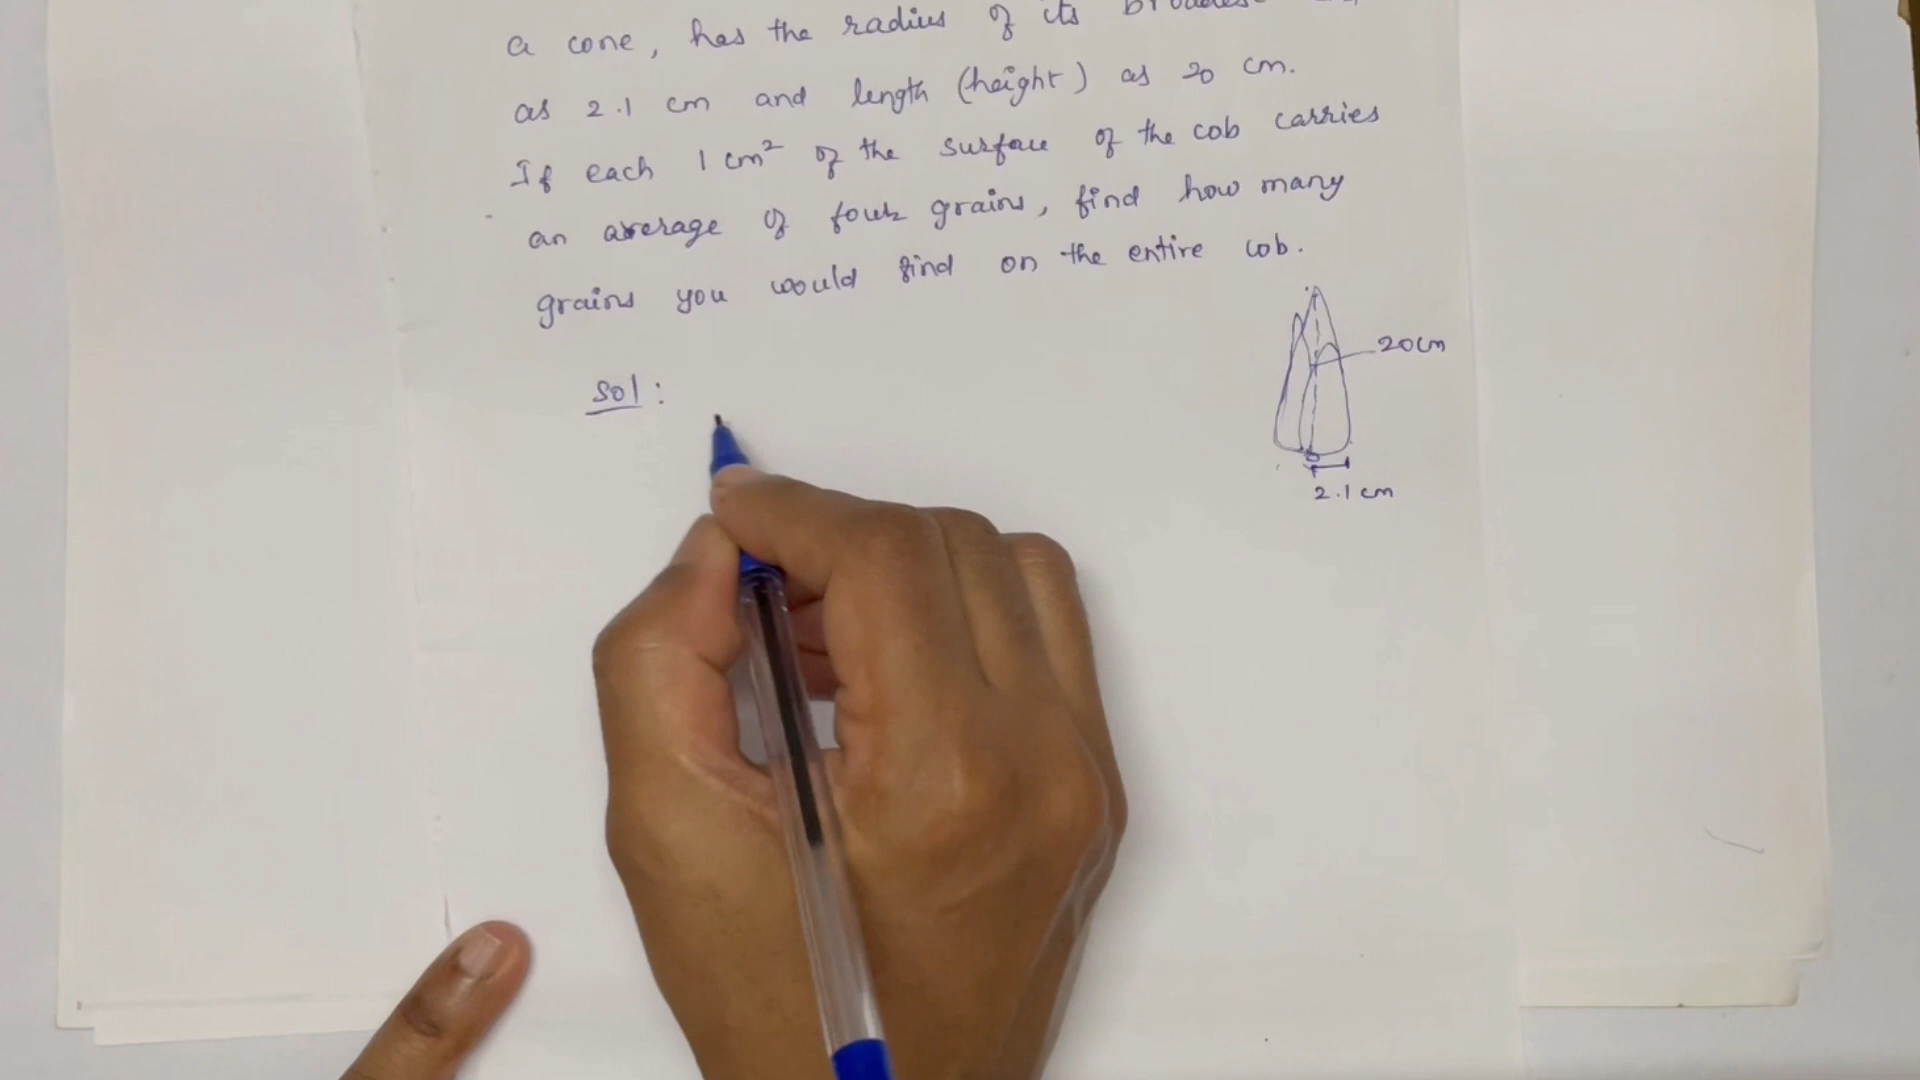 a cone, has the radius of its
as 2.1 cm and length (height) as 20 cm.
If each 1 cm² of the surface of the cob carries
an average of four grains, find how many
grains you would find on the entire cob.
Sol:
20cm
2.1 cm